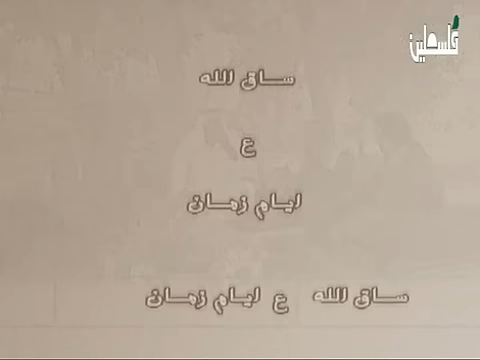 فلسطين
ساق الله
ع
ايام زمان
ساق الله ع ايام زمان